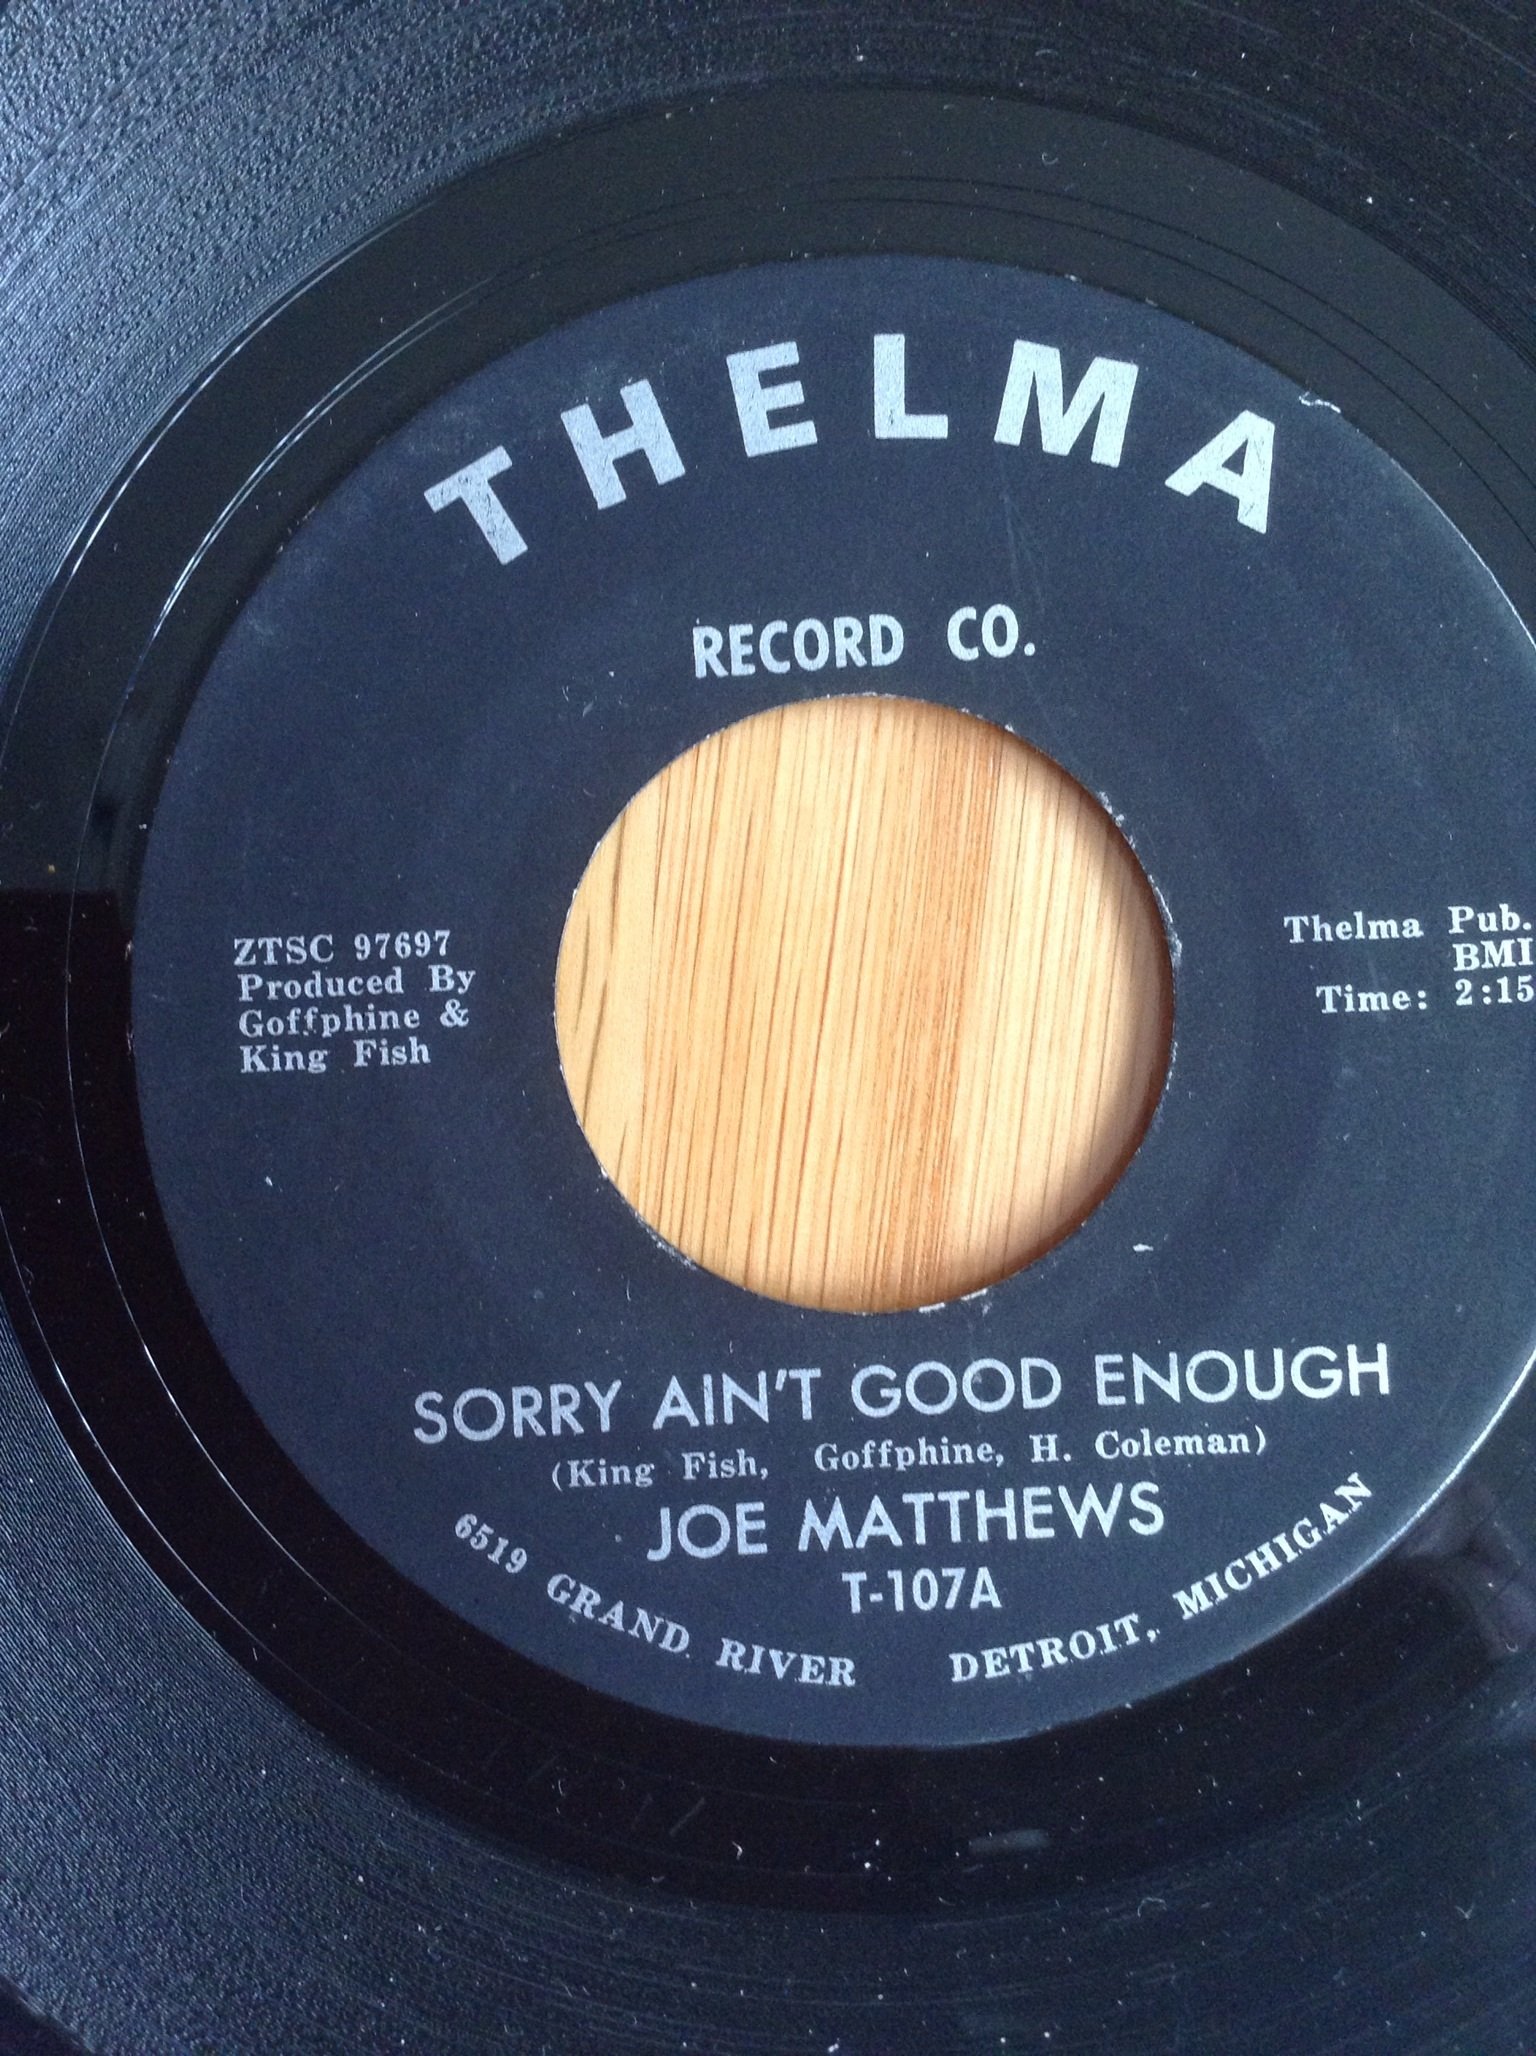 THELMA
RECORD CO.
ZTSC 97697
Produced By
Goffphine &
King Fish
Thelma Pub.
BMI
Time: 2:15
SORRY AIN'T GOOD ENOUGH
(King Fish, Goffphine, H. Coleman)
JOE MATTHEWS
T-107A
6519 GRAND RIVER DETROIT, MICHIGAN